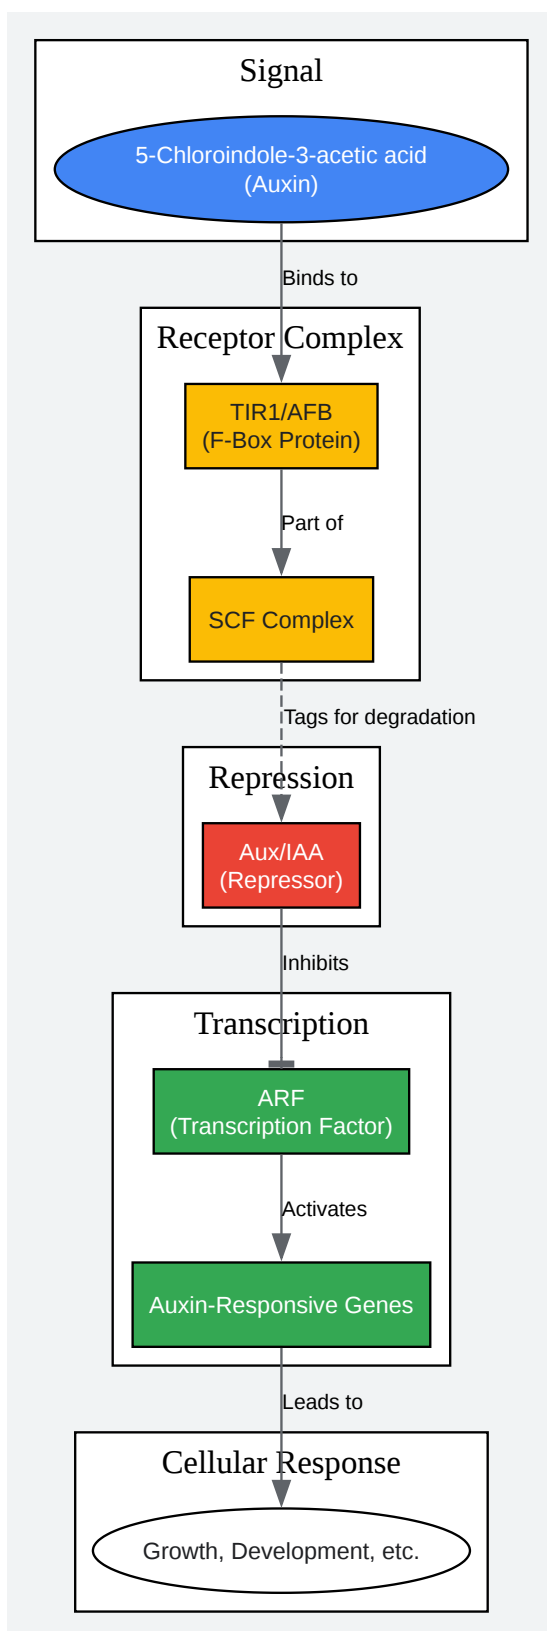 Signal
5-Chloroindole-3-acetic acid
(Auxin)
Binds to
Receptor Complex
TIR1/AFB
(F-Box Protein)
Part of
SCF Complex
Tags for degradation
Repression
Aux/IAA
(Repressor)
Inhibits
Transcription
ARF
(Transcription Factor)
Activates
Auxin-Responsive Genes
Leads to
Cellular Response
Growth, Development, etc.